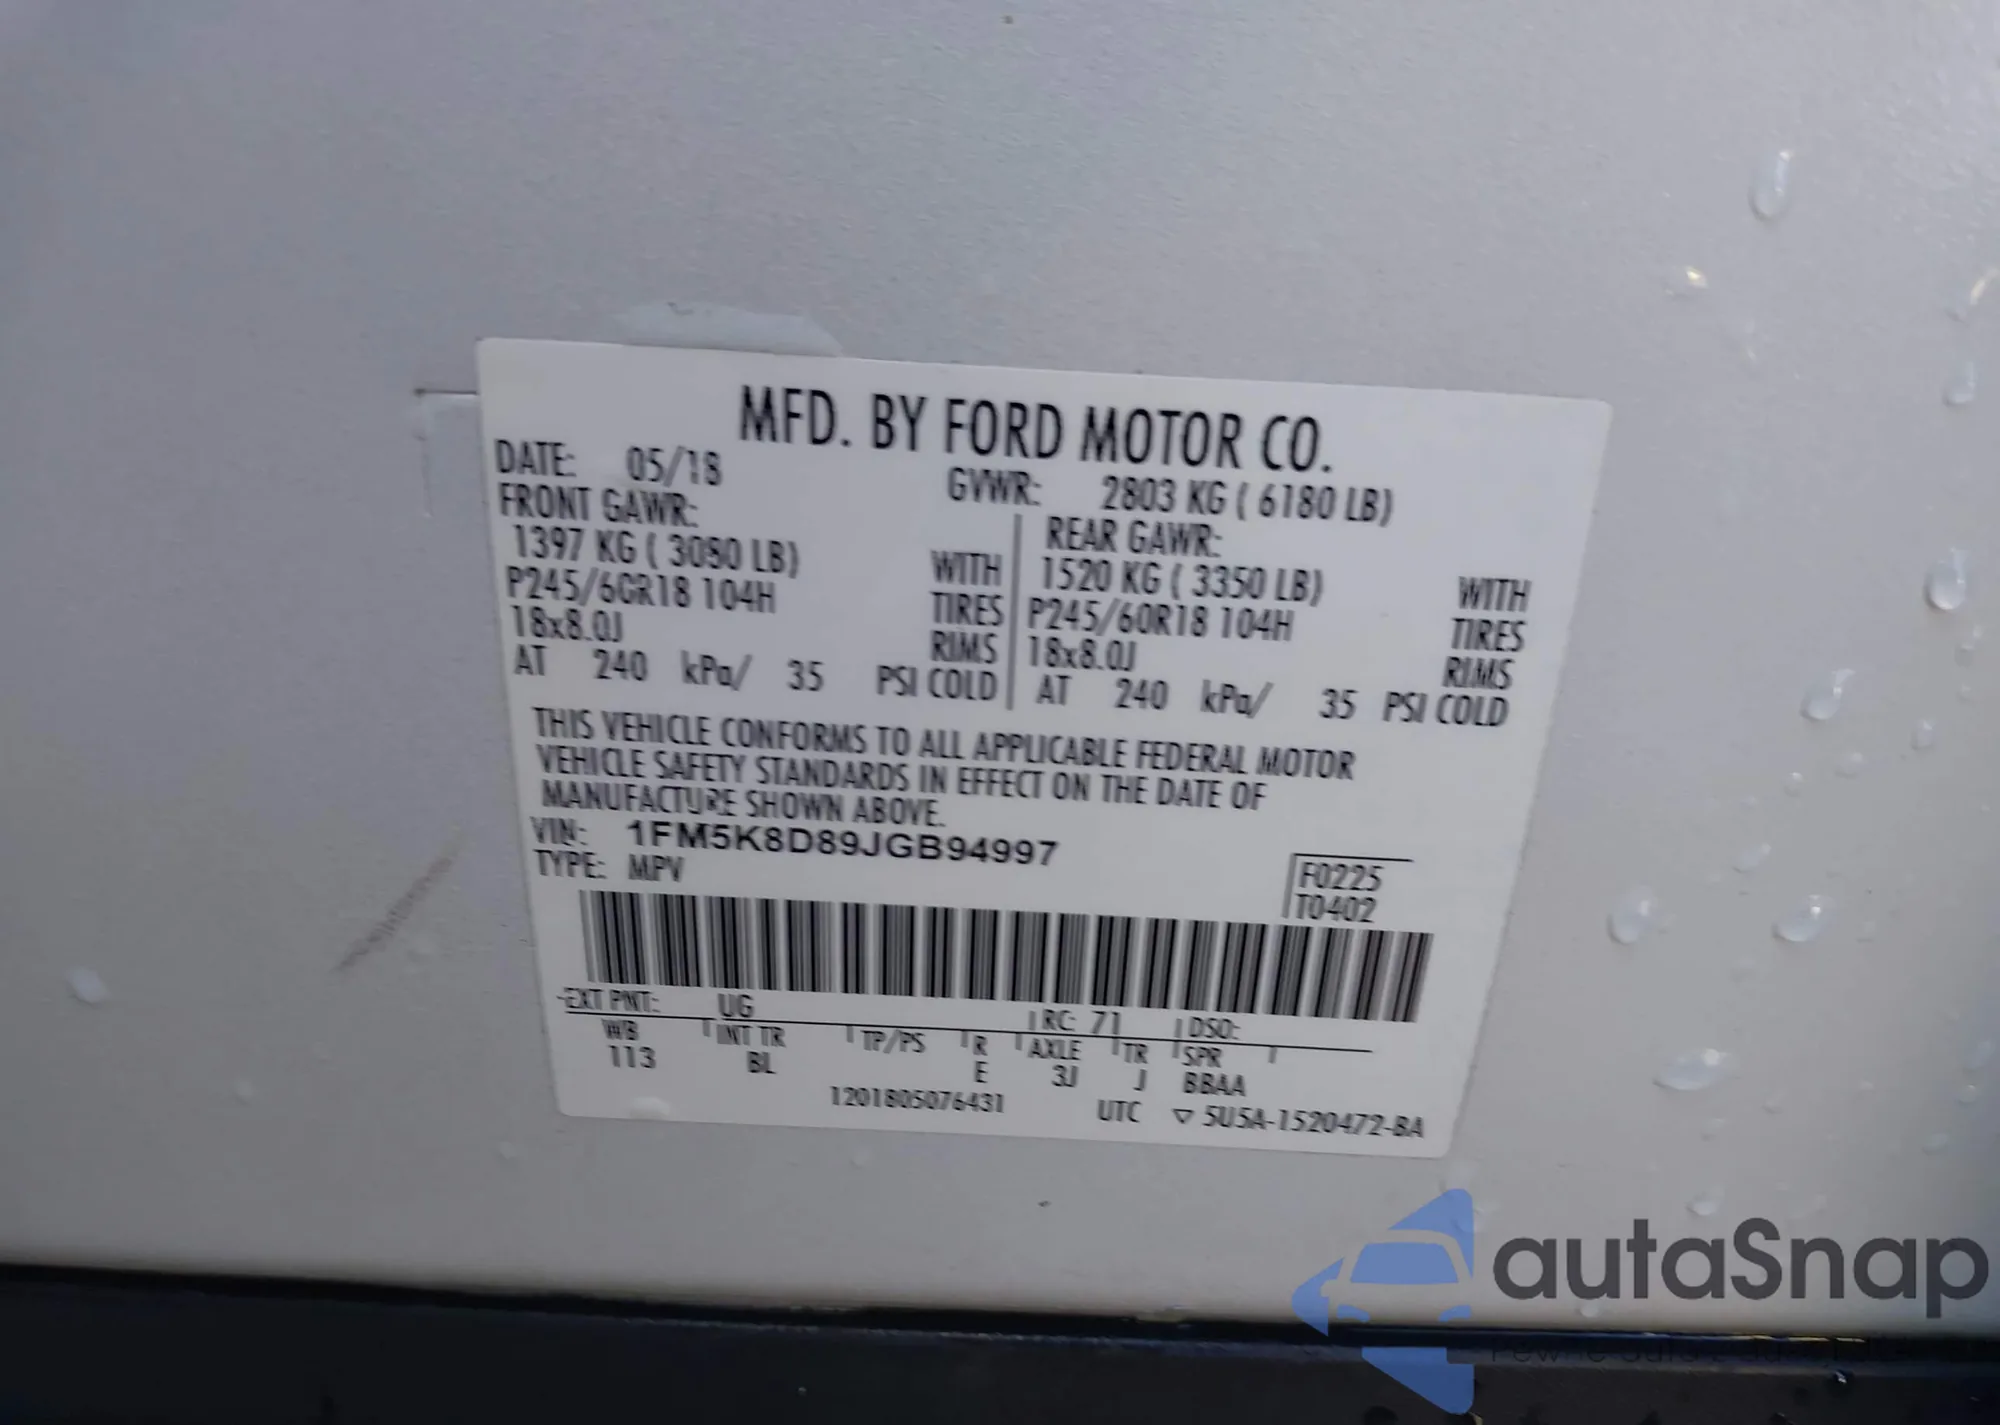 MFD. BY FORD MOTOR CO.
DATE: 05/18 GVWR: 2803 KG ( 6180 LB)
FRONT GAWR: REAR GAWR:
1397 KG ( 3080 LB) WITH 1520 KG ( 3350 LB) WITH
P245/60R18 104H TIRES P245/60R18 104H TIRES
18x8.0J RIMS 18x8.0J RIMS
AT 240 kPa/ 35 PSI COLD AT 240 kPa/ 35 PSI COLD
THIS VEHICLE CONFORMS TO ALL APPLICABLE FEDERAL MOTOR
VEHICLE SAFETY STANDARDS IN EFFECT ON THE DATE OF
MANUFACTURE SHOWN ABOVE.
VIN: 1FM5K8D89JGB94997
TYPE: MPV
F0225
T0402
EXT PNT: UG RC: 71 DSO:
WB INT TR TP/PS R AXLE TR SPR
113 BL E 3J J BBAA
1201805076431 UTC ▽ 5U5A-1520472-BA
autaSnap